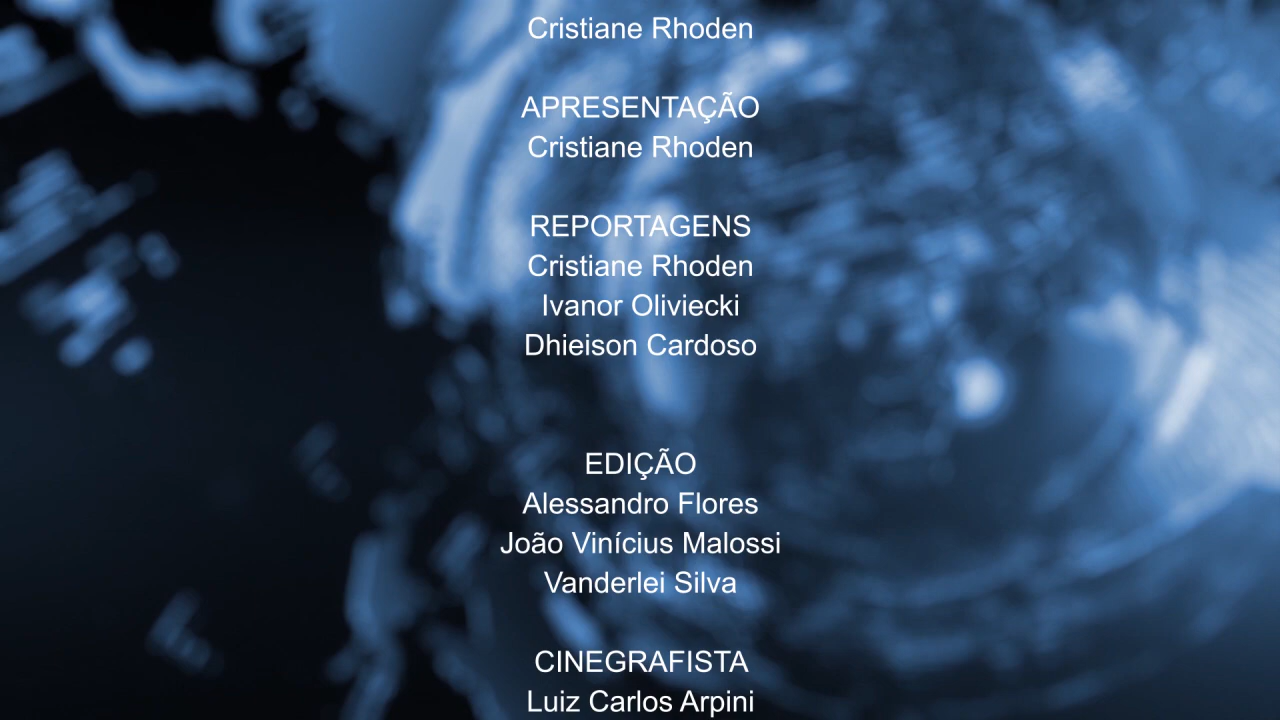 Cristiane Rhoden
APRESENTAÇÃO
Cristiane Rhoden
REPORTAGENS
Cristiane Rhoden
Ivanor Oliviecki
Dhieison Cardoso
EDIÇÃO
Alessandro Flores
João Vinícius Malossi
Vanderlei Silva
CINEGRAFISTA
Luiz Carlos Arpini